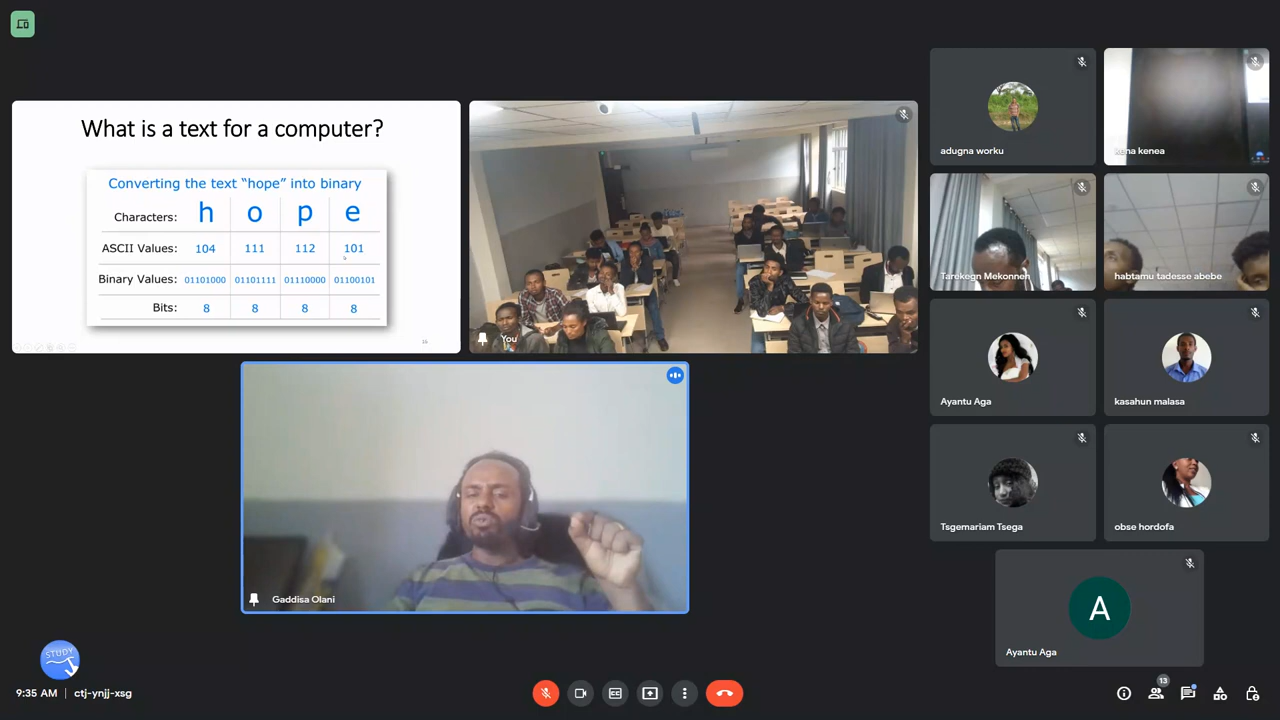 What is a text for a computer?
Converting the text “hope” into binary
Characters: h o p e
ASCII Values: 104 111 112 101
Binary Values: 01101000 01101111 01110000 01100101
Bits: 8 8 8 8
You
Gaddisa Olani
adugna worku
kena kenea
Tarekegn Mekonnen
habtamu tadesse abebe
Ayantu Aga
kasahun malasa
Tsgemariam Tsega
obse hordofa
A
Ayantu Aga
STUDY
9:35 AM | ctj-ynjj-xsg
13